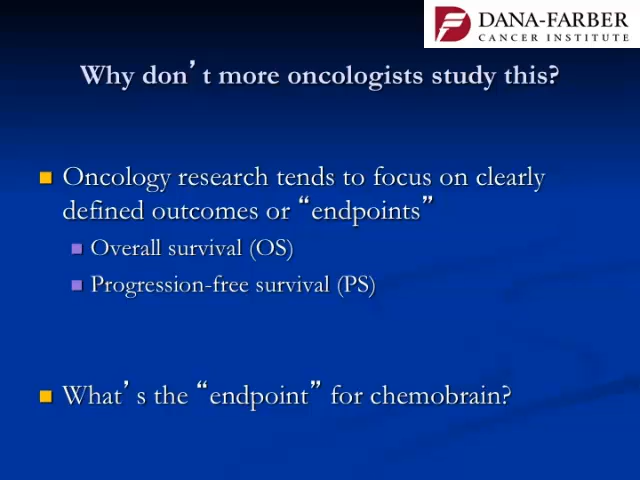 DANA-FARBER
CANCER INSTITUTE
Why don’t more oncologists study this?
Oncology research tends to focus on clearly
defined outcomes or “endpoints”
Overall survival (OS)
Progression-free survival (PS)
What’s the “endpoint” for chemobrain?